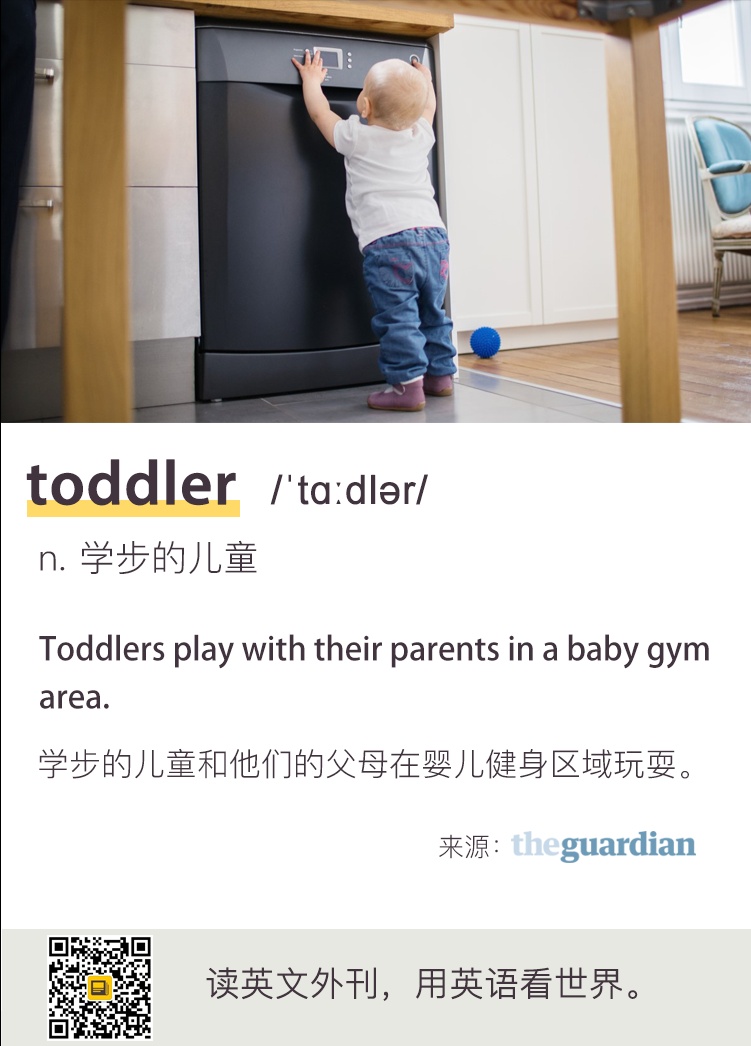 toddler /ˈtɑːdlər/
n. 学步的儿童
Toddlers play with their parents in a baby gym
area.
学步的儿童和他们的父母在婴儿健身区域玩耍。
来源：theguardian
读英文外刊，用英语看世界。